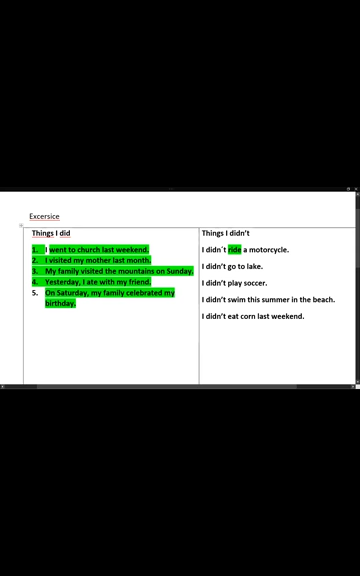 Excersice
Things I did
1. I went to church last weekend.
2. I visited my mother last month.
3. My family visited the mountains on Sunday.
4. Yesterday, I ate with my friend.
5. On Saturday, my family celebrated my
birthday.
Things I didn't
I didn´t ride a motorcycle.
I didn't go to lake.
I didn't play soccer.
I didn't swim this summer in the beach.
I didn't eat corn last weekend.